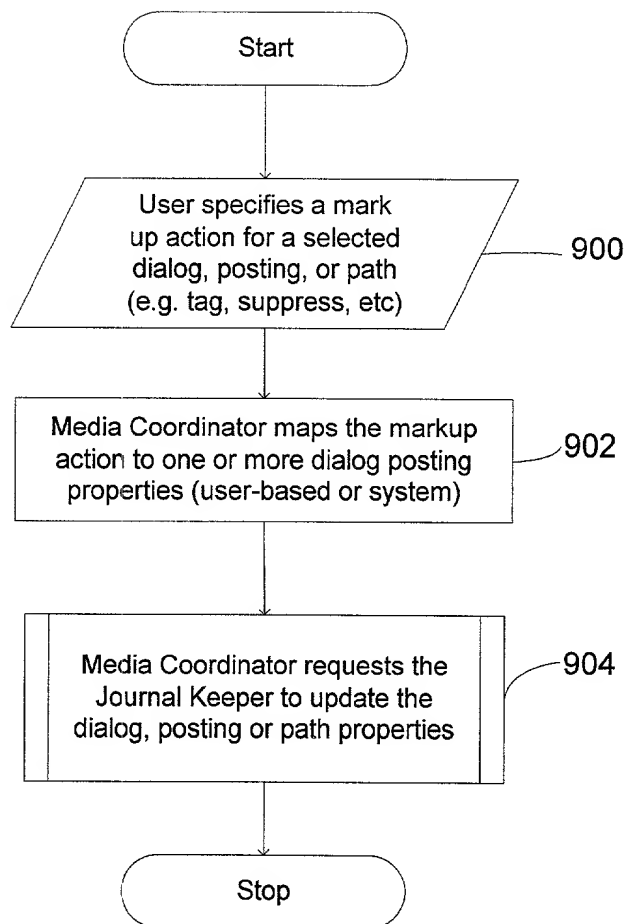 Start
User specifies a mark
up action for a selected
dialog, posting, or path
(e.g. tag, suppress, etc)
900
Media Coordinator maps the markup
action to one or more dialog posting
properties (user-based or system)
902
Media Coordinator requests the
Journal Keeper to update the
dialog, posting or path properties
904
Stop